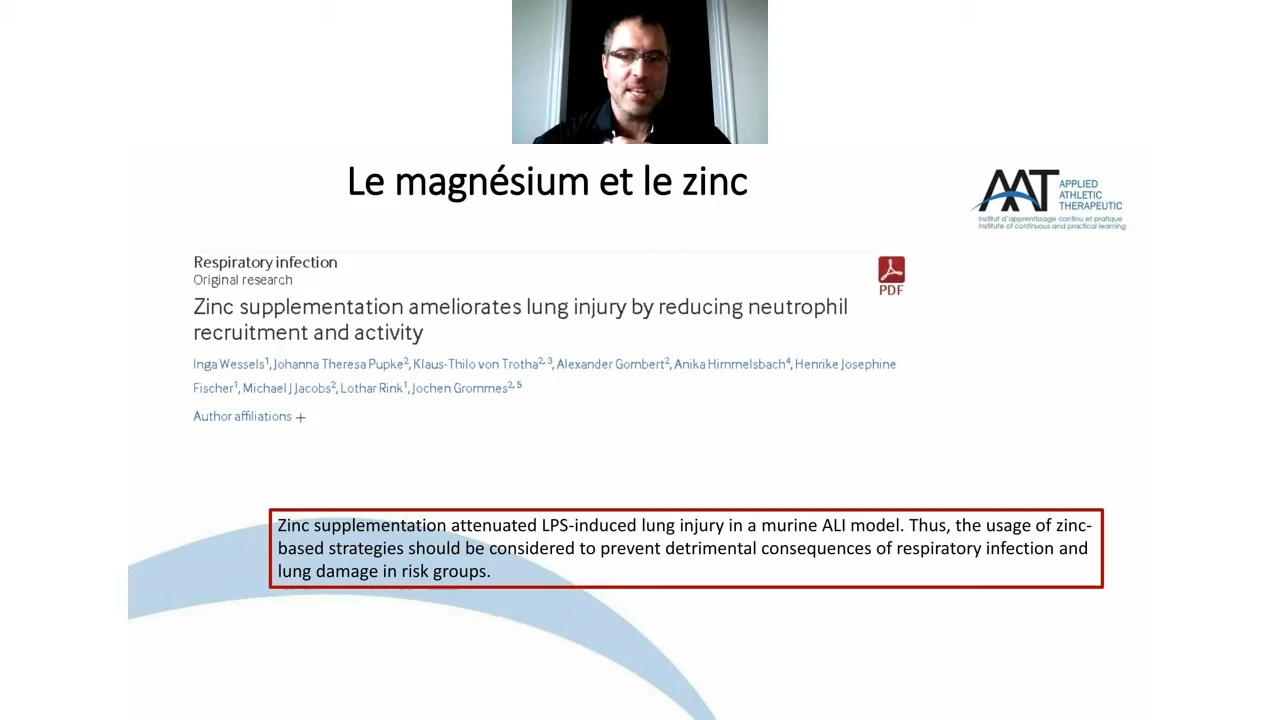 Le magnésium et le zinc
AAT
APPLIED
ATHLETIC
THERAPEUTIC
Institut d'apprentissage continu et pratique
Institute of continuous and practical learning
Respiratory infection
Original research
PDF
Zinc supplementation ameliorates lung injury by reducing neutrophil
recruitment and activity
Inga Wessels1, Johanna Theresa Pupke2, Klaus-Thilo von Trotha2, 3, Alexander Gombert2, Anika Himmelsbach4, Henrike Josephine
Fischer1, Michael J Jacobs2, Lothar Rink1, Jochen Grommes2, 5
Author affiliations +
Zinc supplementation attenuated LPS-induced lung injury in a murine ALI model. Thus, the usage of zinc-
based strategies should be considered to prevent detrimental consequences of respiratory infection and
lung damage in risk groups.